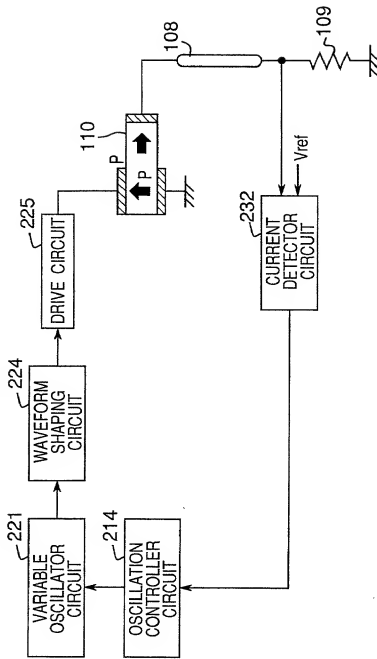 221
VARIABLE
OSCILLATOR
CIRCUIT
224
WAVEFORM
SHAPING
CIRCUIT
225
DRIVE CIRCUIT
P
110
P
108
109
214
OSCILLATION
CONTROLLER
CIRCUIT
232
CURRENT
DETECTOR
CIRCUIT
Vref